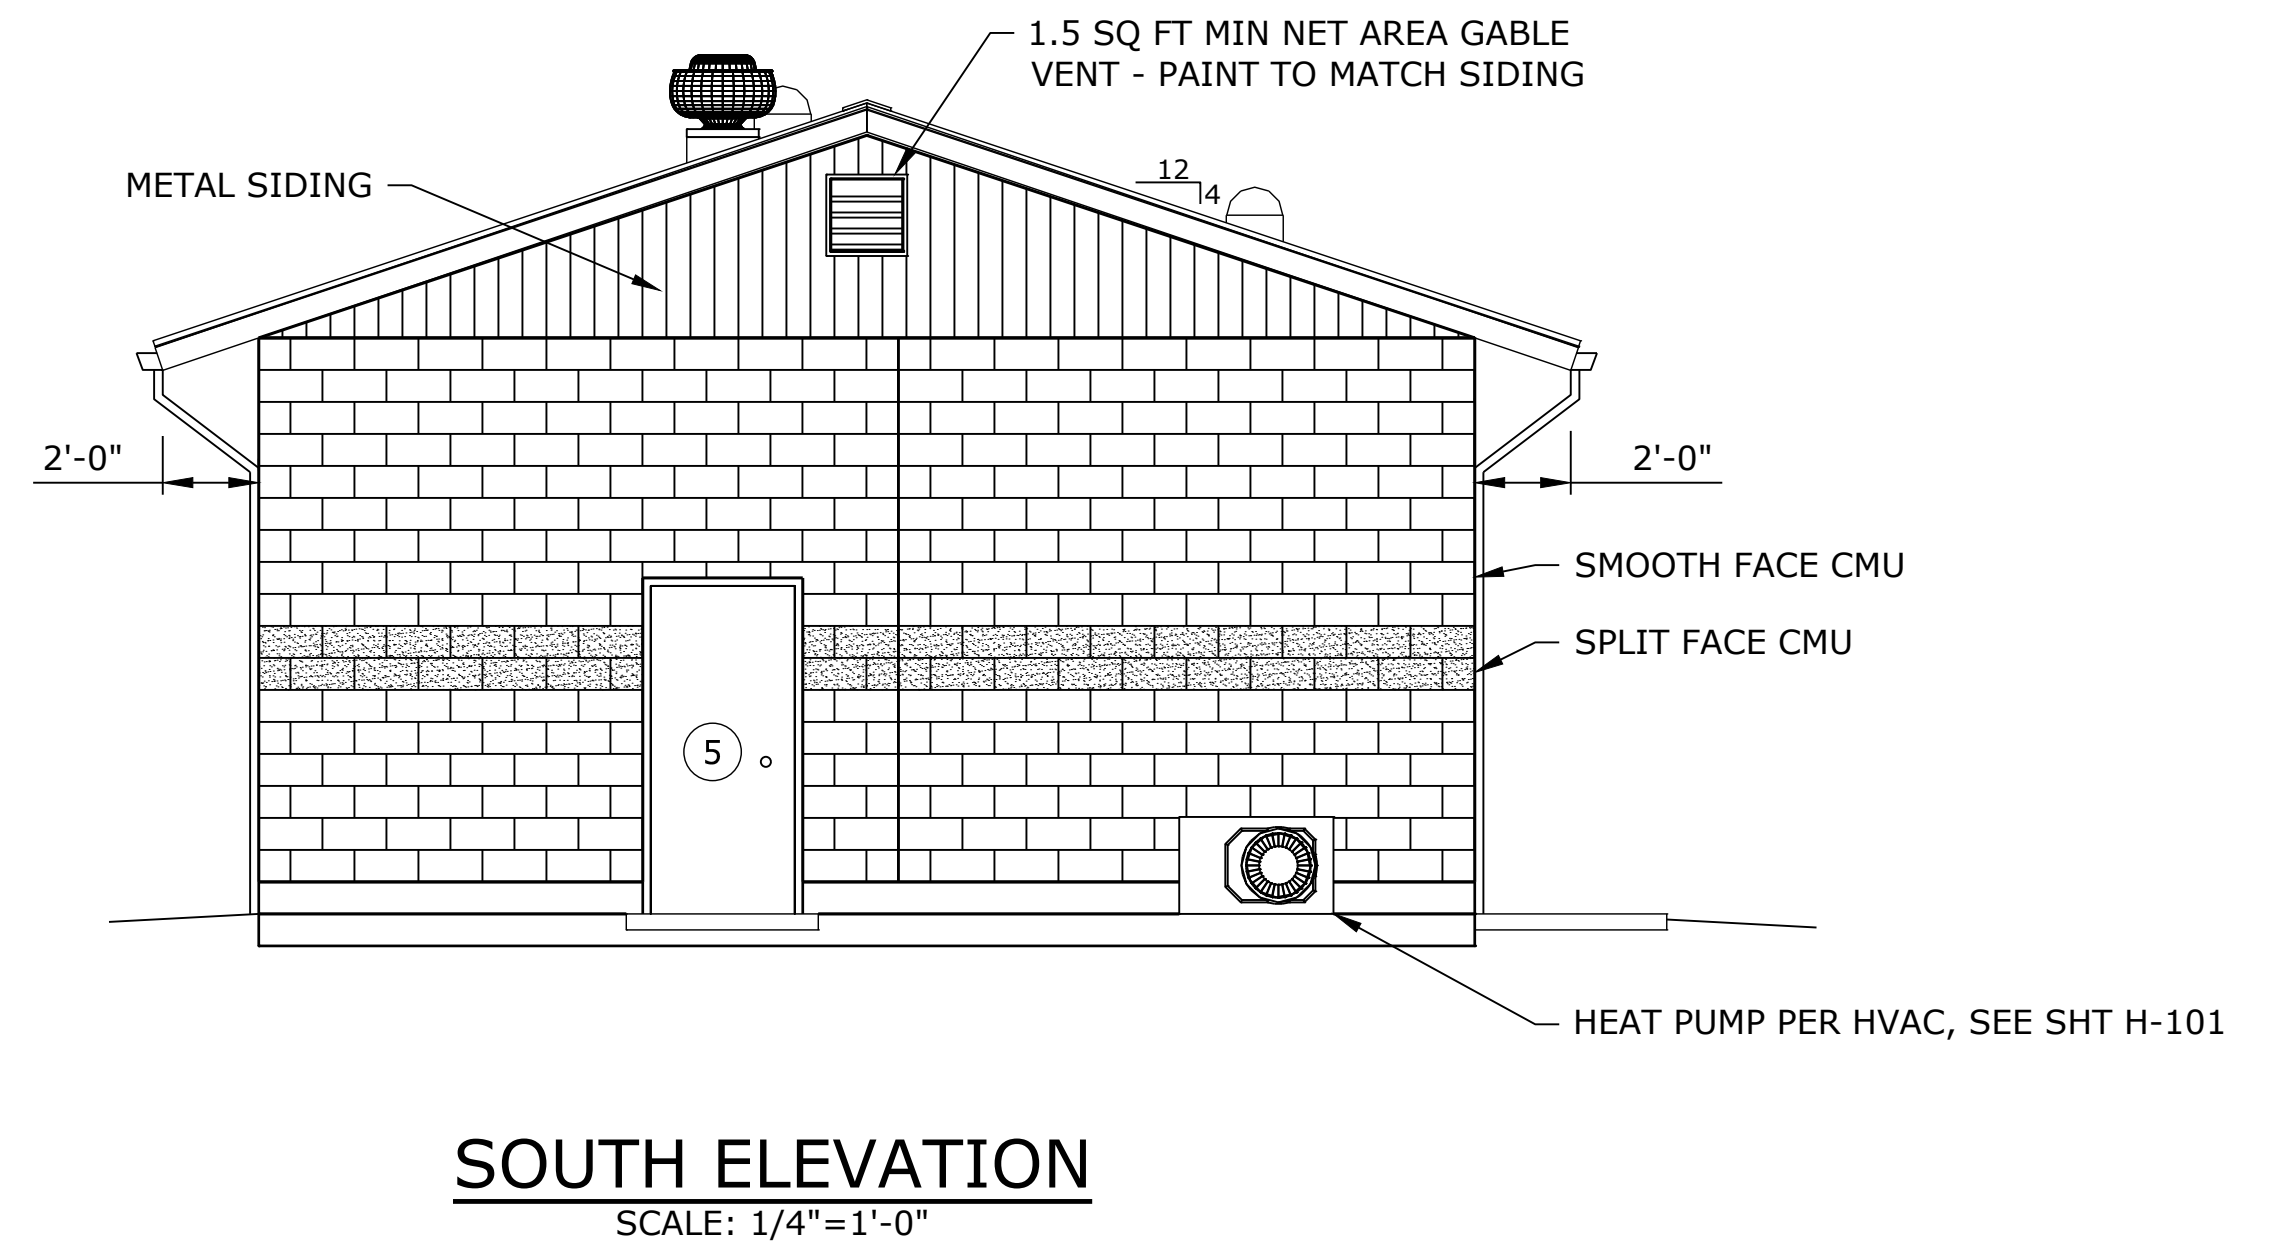 1.5 SQ FT MIN NET AREA GABLE
VENT - PAINT TO MATCH SIDING
METAL SIDING
12
4
2'-0"
2'-0"
SMOOTH FACE CMU
SPLIT FACE CMU
5
HEAT PUMP PER HVAC, SEE SHT H-101
SOUTH ELEVATION
SCALE: 1/4"=1'-0"